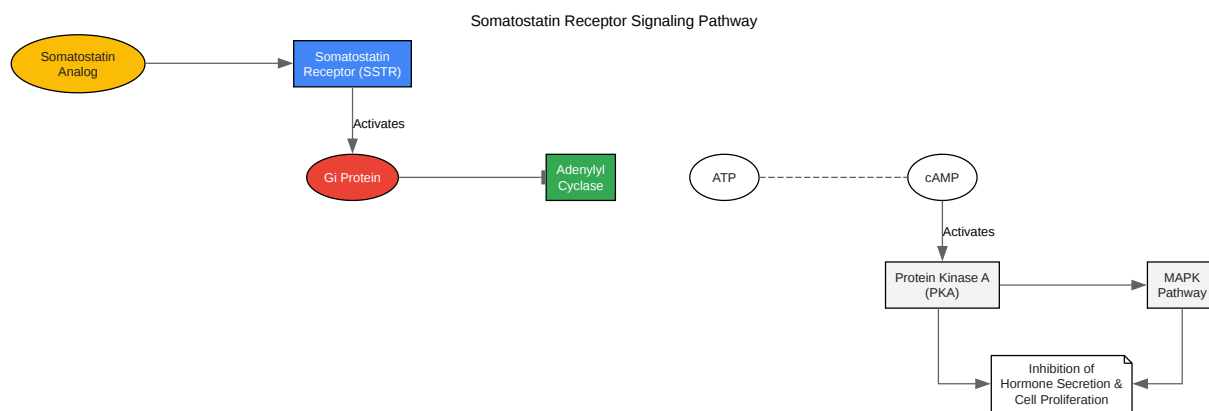 Somatostatin Receptor Signaling Pathway
Somatostatin
Analog
Somatostatin
Receptor (SSTR)
Activates
Gi Protein
Adenylyl
Cyclase
ATP
cAMP
Activates
Protein Kinase A
(PKA)
MAPK
Pathway
Inhibition of
Hormone Secretion &
Cell Proliferation